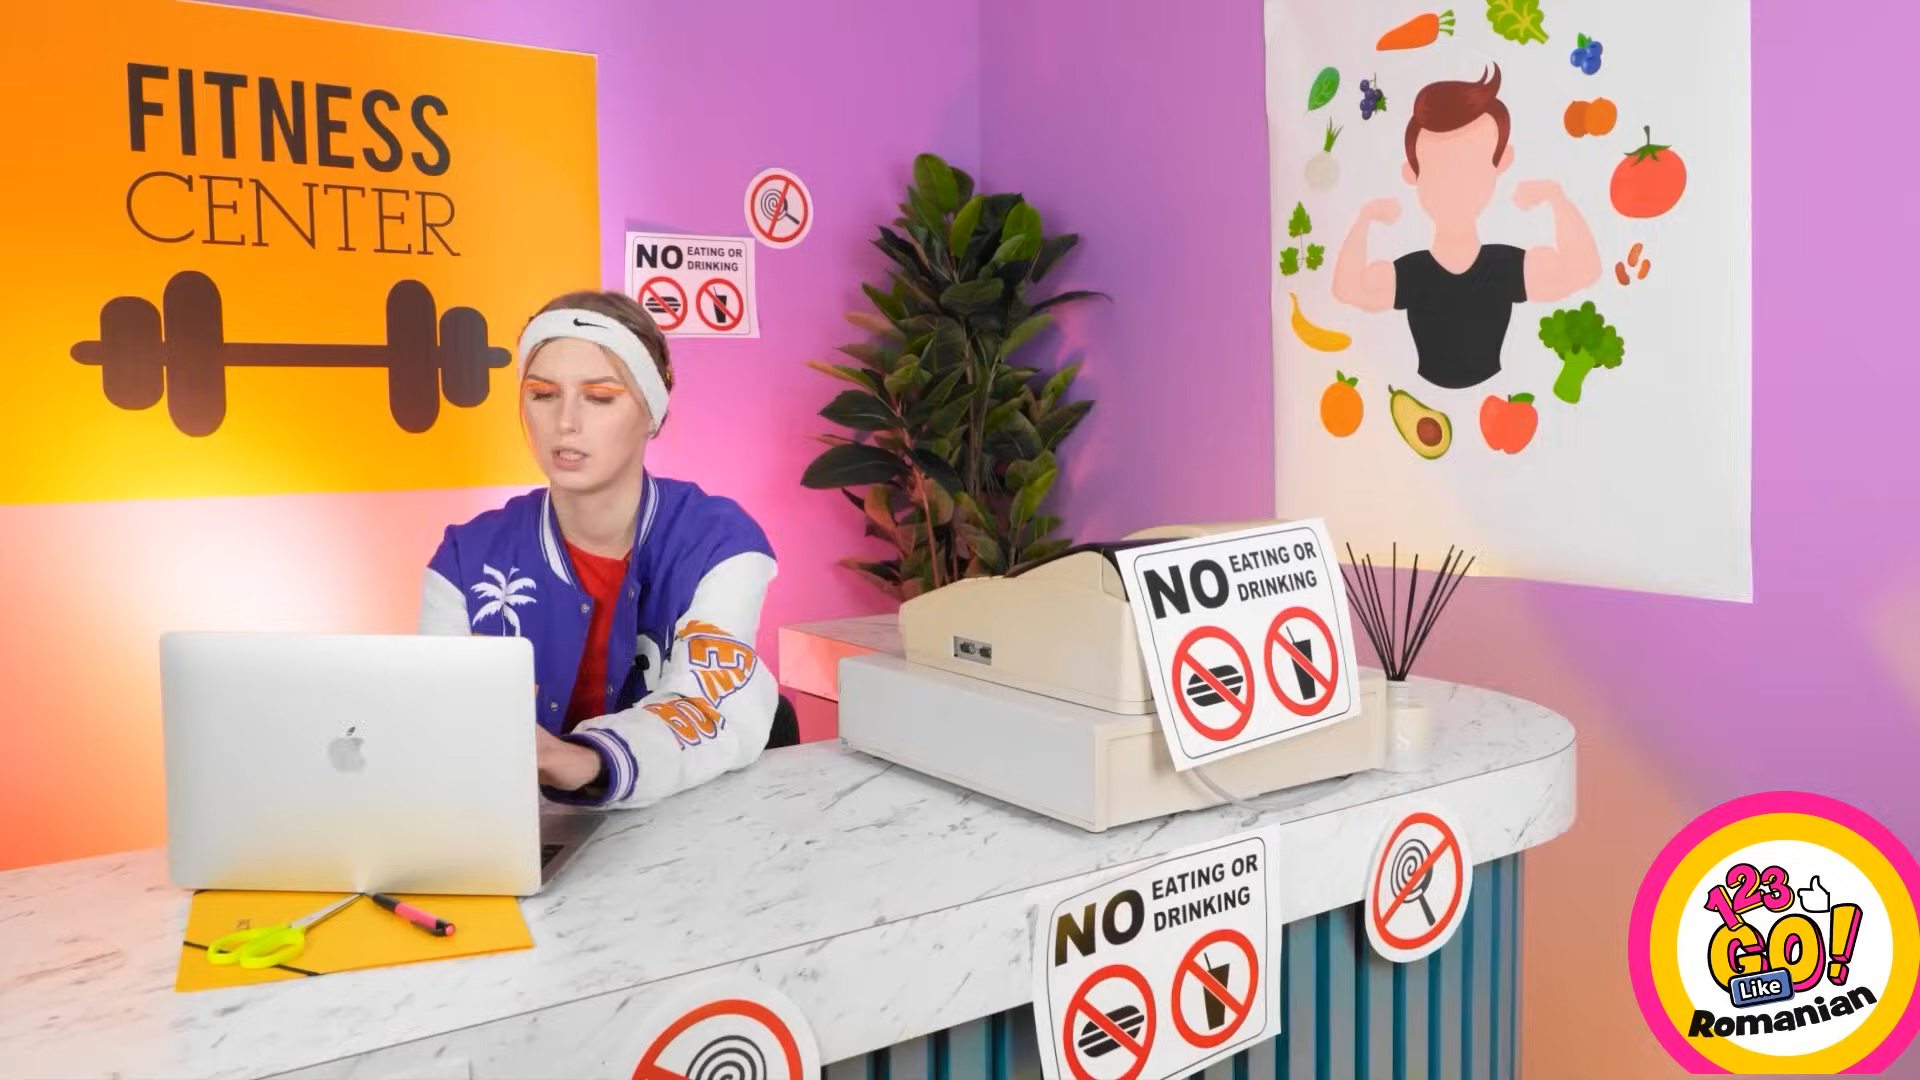 FITNESS
CENTER
NO EATING OR
DRINKING
NO EATING OR
DRINKING
NO EATING OR
DRINKING
123
GO!
Like
Romanian